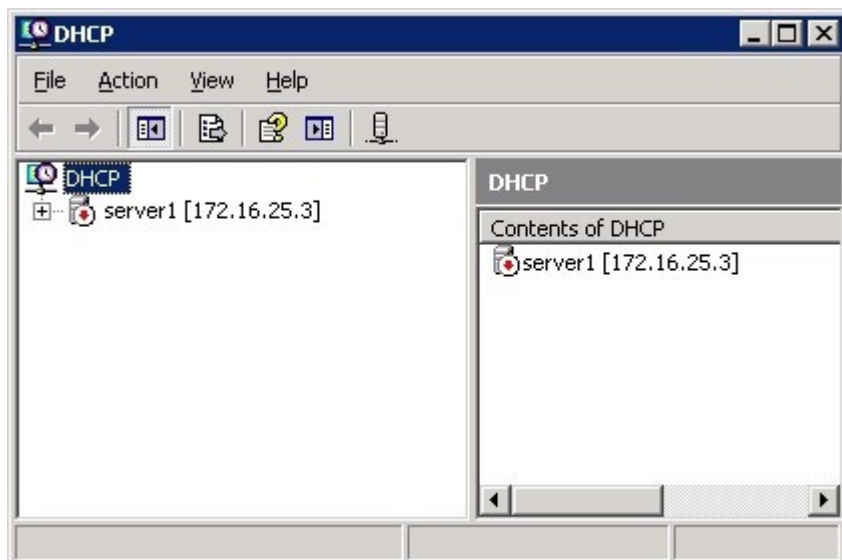 DHCP
File Action View Help
DHCP
server1 [172.16.25.3]
DHCP
Contents of DHCP
server1 [172.16.25.3]